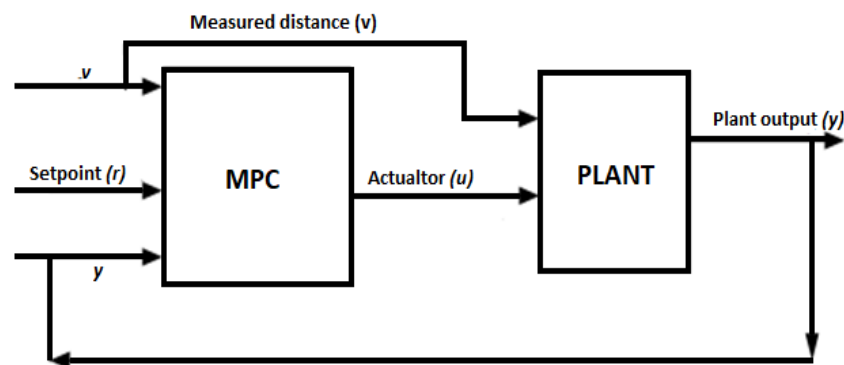 Measured distance (v)
v
Plant output (y)
Setpoint (r)
MPC
Actualtor (u)
PLANT
y